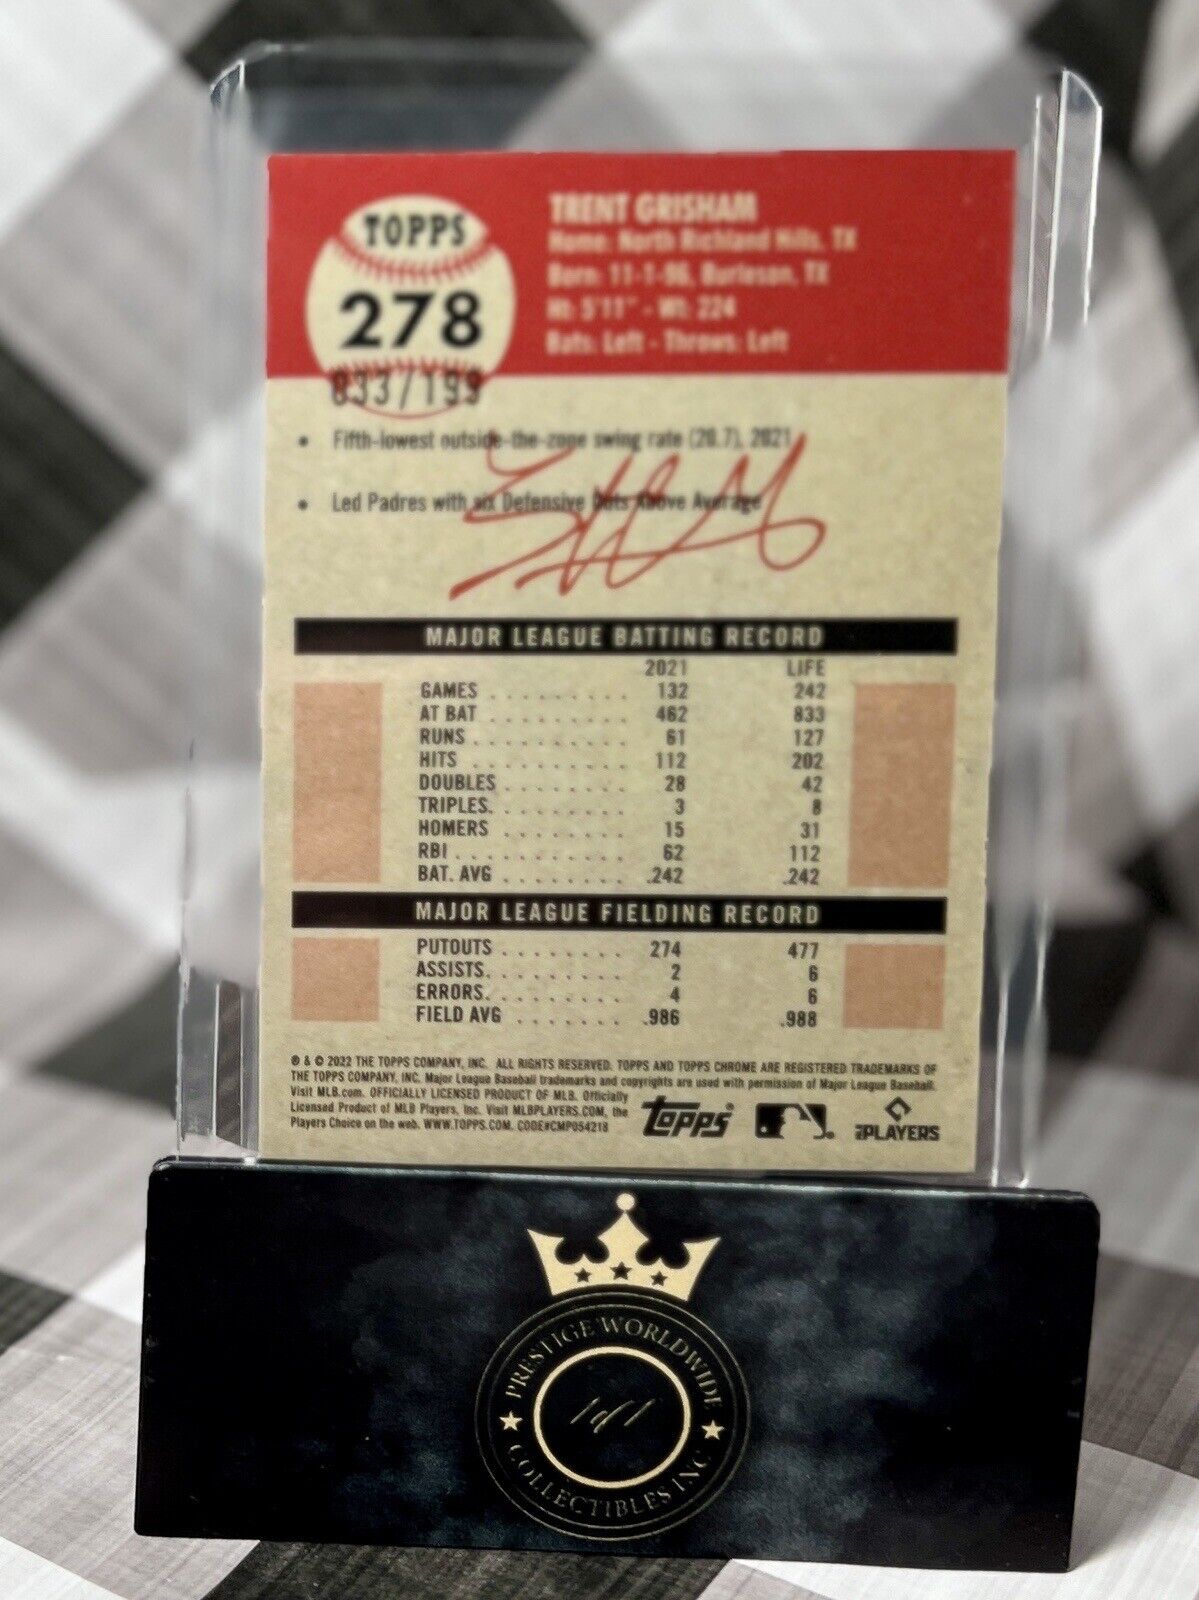 TOPPS
278
033/199
TRENT GRISHAM
Home: North Richland Hills, TX
Born: 11-1-96, Burleson, TX
Ht: 5'11" - Wt: 224
Bats: Left - Throws: Left
• Fifth-lowest outside-the-zone swing rate (20.7), 2021
• Led Padres with six Defensive Outs Above Average
MAJOR LEAGUE BATTING RECORD
2021 LIFE
GAMES . . . . . . . . . 132 242
AT BAT . . . . . . . . . 462 833
RUNS . . . . . . . . . . 61 127
HITS . . . . . . . . . . 112 202
DOUBLES . . . . . . . . 28 42
TRIPLES. . . . . . . . . 3 8
HOMERS . . . . . . . . 15 31
RBI . . . . . . . . . . . 62 112
BAT. AVG . . . . . . . . .242 .242
MAJOR LEAGUE FIELDING RECORD
PUTOUTS . . . . . . . . 274 477
ASSISTS. . . . . . . . . 2 6
ERRORS. . . . . . . . . 4 6
FIELD AVG . . . . . . . .986 .988
® & © 2022 THE TOPPS COMPANY, INC. ALL RIGHTS RESERVED. TOPPS AND TOPPS CHROME ARE REGISTERED TRADEMARKS OF
THE TOPPS COMPANY, INC. Major League Baseball trademarks and copyrights are used with permission of Major League Baseball.
Visit MLB.com. OFFICIALLY LICENSED PRODUCT OF MLB. Officially
Licensed Product of MLB Players, Inc. Visit MLBPLAYERS.COM, the
Players Choice on the web. WWW.TOPPS.COM. CODE#CMP054218
Topps®
PLAYERS
PRESTIGE WORLDWIDE
1of1
COLLECTIBLES INC